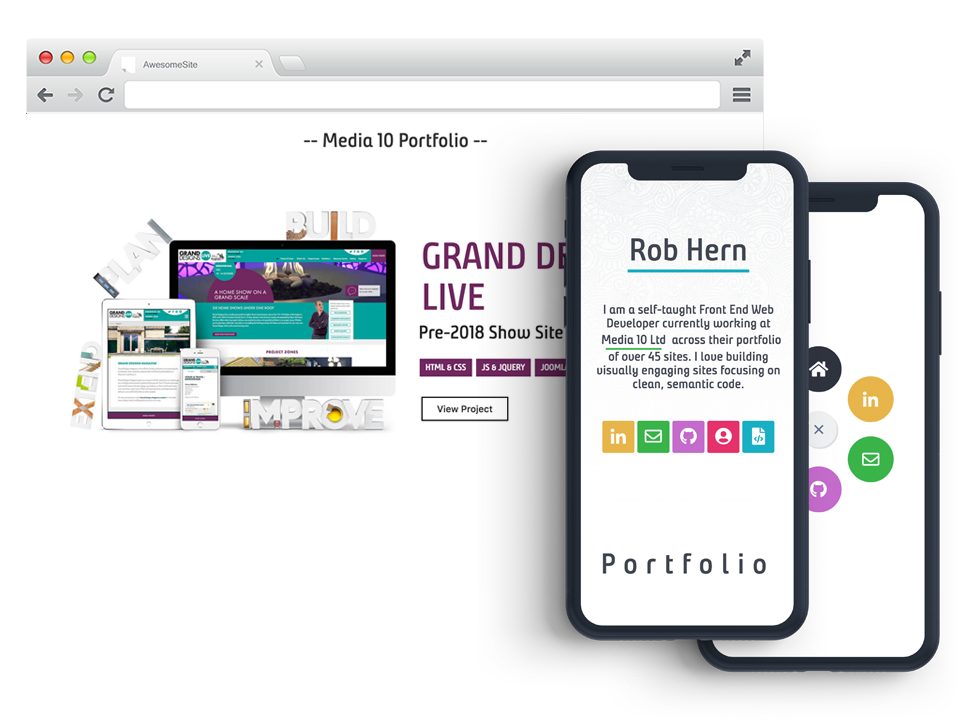 AwesomeSite
-- Media 10 Portfolio --
PLAN
BUILD
EXTEND
IMPROVE
GRAND
DESIGNS
A HOME SHOW ON A
GRAND SCALE
PROJECT ZONES
GRAND DE
LIVE
Pre-2018 Show Site
HTML & CSS
JS & JQUERY
JOOML
View Project
Rob Hern
I am a self-taught Front End Web
Developer currently working at
Media 10 Ltd across their portfolio
of over 45 sites. I love building
visually engaging sites focusing on
clean, semantic code.
in
Portfolio
in